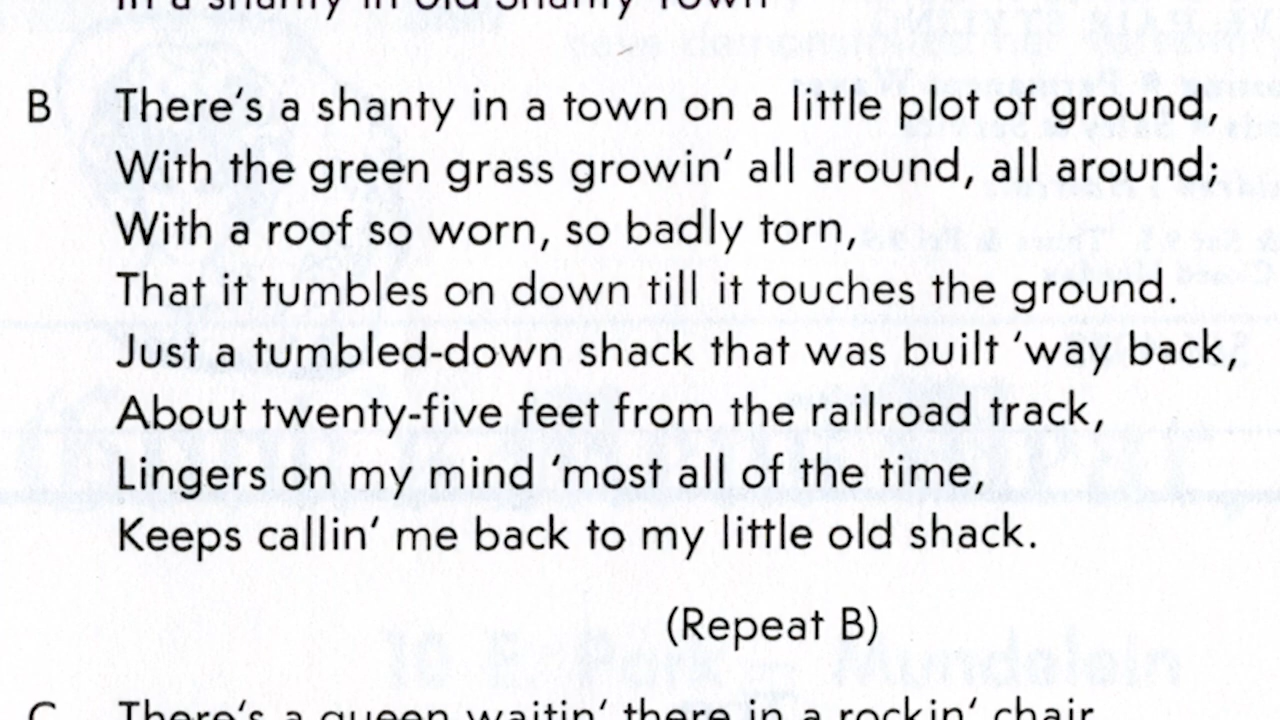 In a shanty in old Shanty Town
B There's a shanty in a town on a little plot of ground,
With the green grass growin' all around, all around;
With a roof so worn, so badly torn,
That it tumbles on down till it touches the ground.
Just a tumbled-down shack that was built 'way back,
About twenty-five feet from the railroad track,
Lingers on my mind 'most all of the time,
Keeps callin' me back to my little old shack.
(Repeat B)
C There's a queen waitin' there in a rockin' chair